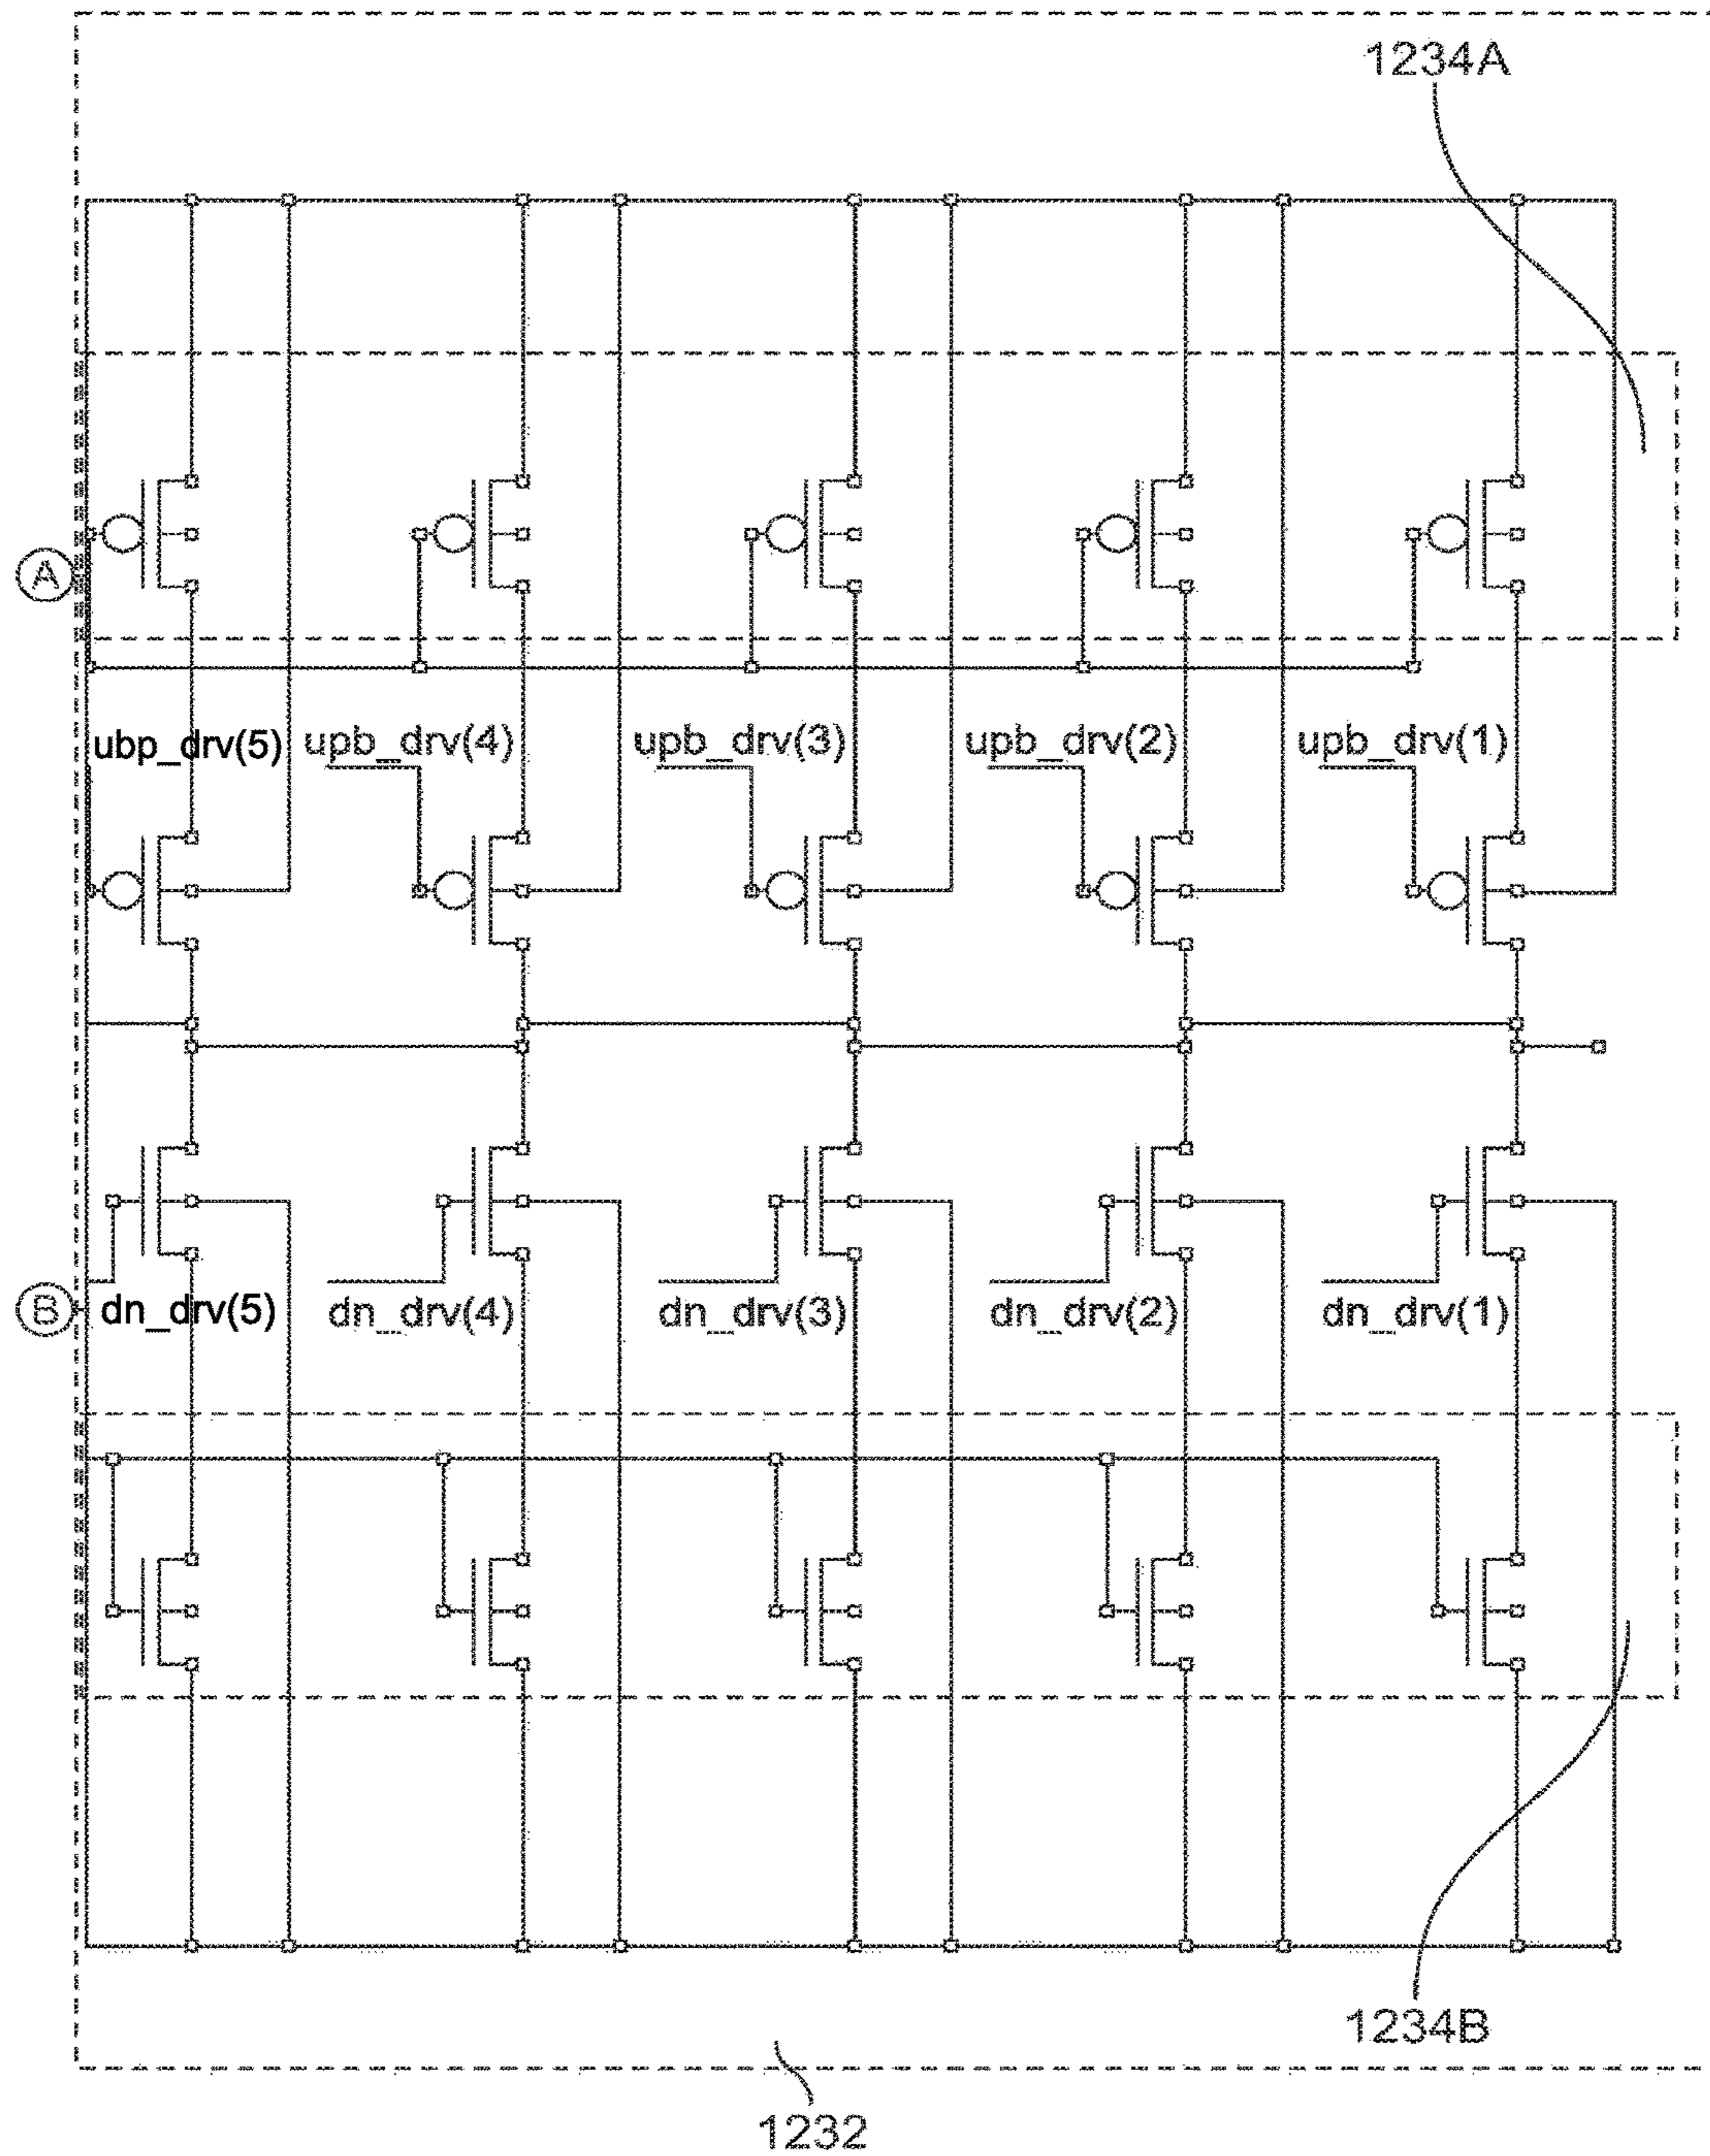 1234A
A
ubp_drv(5) upb_drv(4) upb_drv(3) upb_drv(2) upb_drv(1)
B
dn_drv(5) dn_drv(4) dn_drv(3) dn_drv(2) dn_drv(1)
1234B
1232